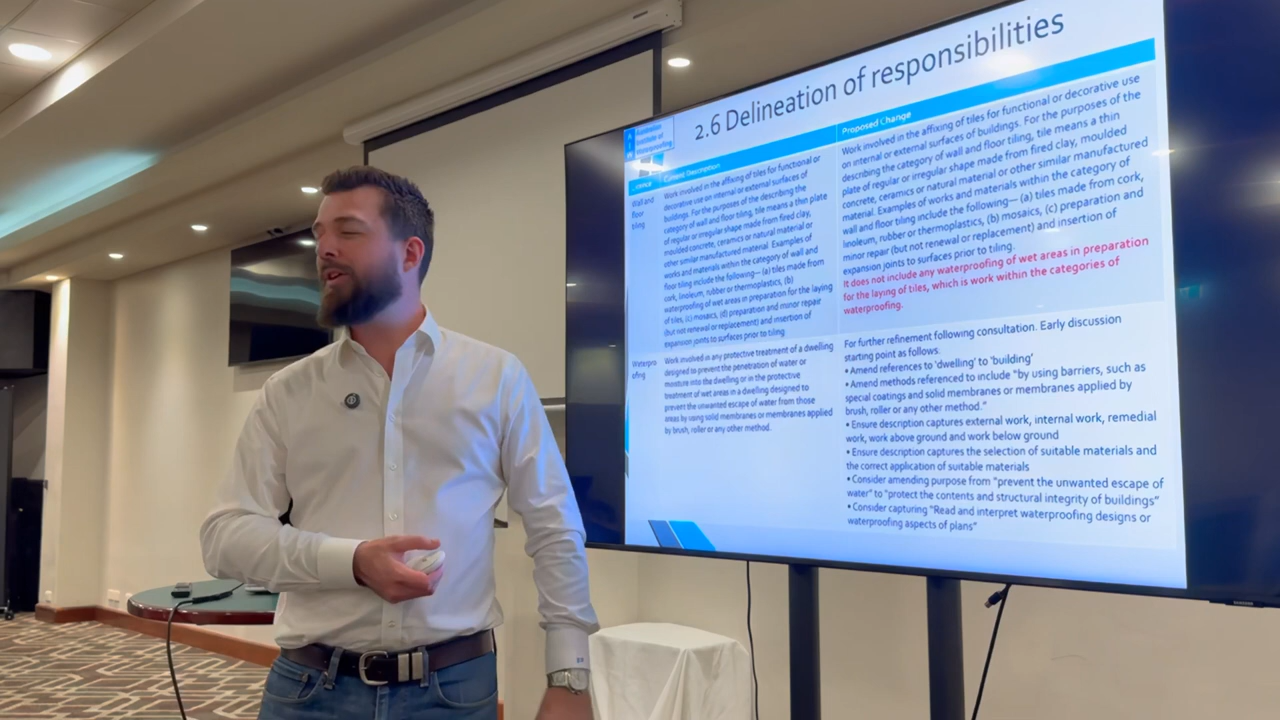 2.6 Delineation of responsibilities
Australian
Institute of
Waterproofing
Current Description
Proposed Change
Wall and
floor
tiling
Work involved in the affixing of tiles for functional or
decorative use on internal or external surfaces of
buildings. For the purposes of the describing the
category of wall and floor tiling, tile means a thin plate
of regular or irregular shape made from fired clay,
moulded concrete, ceramics or natural material or
other similar manufactured material. Examples of
works and materials within the category of wall and
floor tiling include the following— (a) tiles made from
cork, linoleum, rubber or thermoplastics, (b)
waterproofing of wet areas in preparation for the laying
of tiles, (c) mosaics, (d) preparation and minor repair
(but not renewal or replacement) and insertion of
expansion joints to surfaces prior to tiling
Work involved in the affixing of tiles for functional or decorative use
on internal or external surfaces of buildings. For the purposes of the
describing the category of wall and floor tiling, tile means a thin
plate of regular or irregular shape made from fired clay, moulded
concrete, ceramics or natural material or other similar manufactured
material. Examples of works and materials within the category of
wall and floor tiling include the following— (a) tiles made from cork,
linoleum, rubber or thermoplastics, (b) mosaics, (c) preparation and
minor repair (but not renewal or replacement) and insertion of
expansion joints to surfaces prior to tiling.
It does not include any waterproofing of wet areas in preparation
for the laying of tiles, which is work within the categories of
waterproofing.
Waterpro
ofing
Work involved in any protective treatment of a dwelling
designed to prevent the penetration of water or
moisture into the dwelling or in the protective
treatment of wet areas in a dwelling designed to
prevent the unwanted escape of water from those
areas by using solid membranes or membranes applied
by brush, roller or any other method.
For further refinement following consultation. Early discussion
starting point as follows.
• Amend references to 'dwelling' to 'building'
• Amend methods referenced to include "by using barriers, such as
special coatings and solid membranes or membranes applied by
brush, roller or any other method."
• Ensure description captures external work, internal work, remedial
work, work above ground and work below ground
• Ensure description captures the selection of suitable materials and
the correct application of suitable materials
• Consider amending purpose from "prevent the unwanted escape of
water" to "protect the contents and structural integrity of buildings"
• Consider capturing "Read and interpret waterproofing designs or
waterproofing aspects of plans"
SAMSUNG